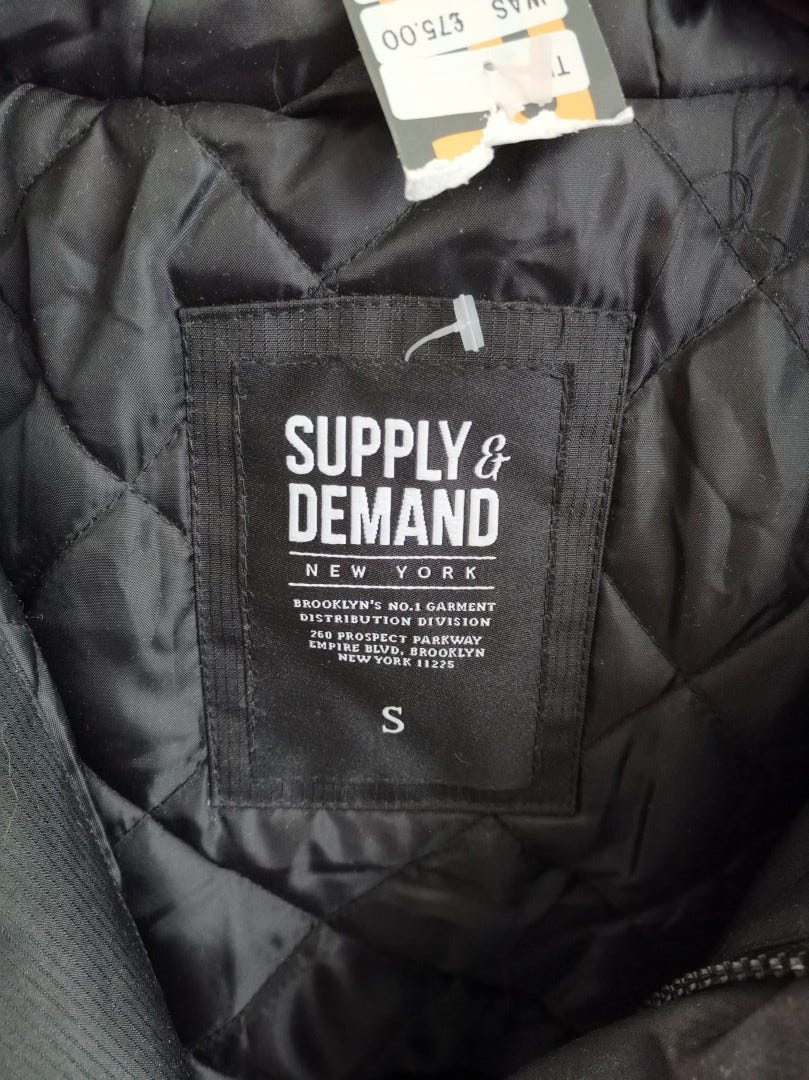 WAS
£75.00
SUPPLY &
DEMAND
NEW YORK
BROOKLYN'S NO.1 GARMENT
DISTRIBUTION DIVISION
260 PROSPECT PARKWAY
EMPIRE BLVD, BROOKLYN
NEW YORK 11225
S